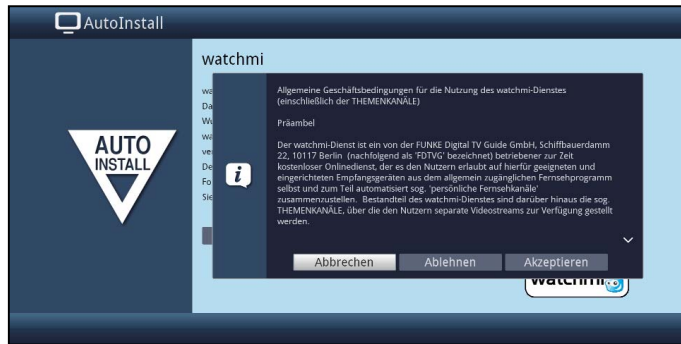 AutoInstall
watchmi
AUTO
INSTALL
Allgemeine Geschäftsbedingungen für die Nutzung des watchmi-Dienstes
(einschließlich der THEMENKANÄLE)
Präambel
Der watchmi-Dienst ist ein von der FUNKE Digital TV Guide GmbH, Schiffbauerdamm
22, 10117 Berlin (nachfolgend als 'FDTVG' bezeichnet) betriebener zur Zeit
kostenloser Onlinedienst, der es den Nutzern erlaubt auf hierfür geeigneten und
eingerichteten Empfangsgeräten aus dem allgemein zugänglichen Fernsehprogramm
selbst und zum Teil automatisiert sog. 'persönliche Fernsehkanäle'
zusammenzustellen. Bestandteil des watchmi-Dienstes sind darüber hinaus die sog.
THEMENKANÄLE, über die den Nutzern separate Videostreams zur Verfügung gestellt
werden.
Abbrechen Ablehnen Akzeptieren
watchmi